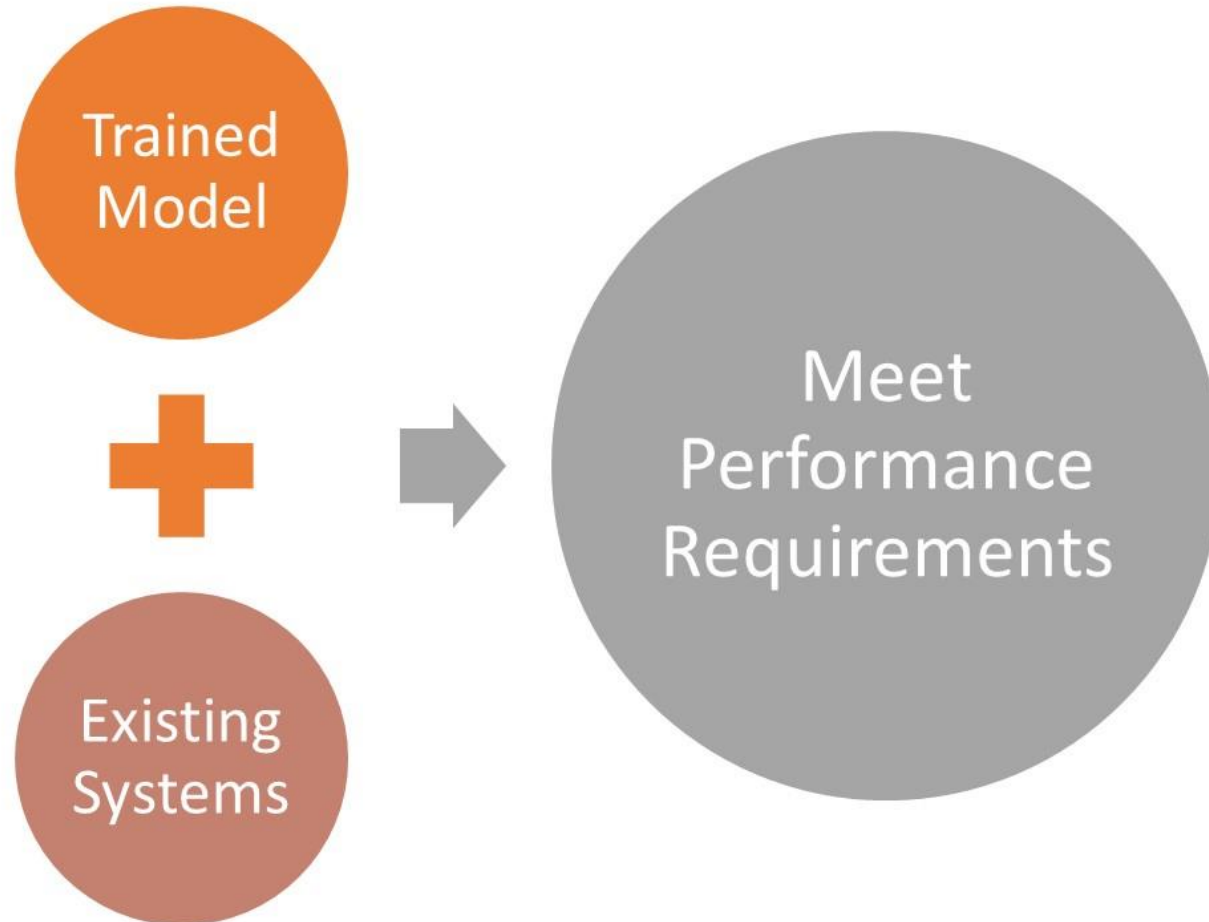 Trained
Model
Existing
Systems
Meet
Performance
Requirements